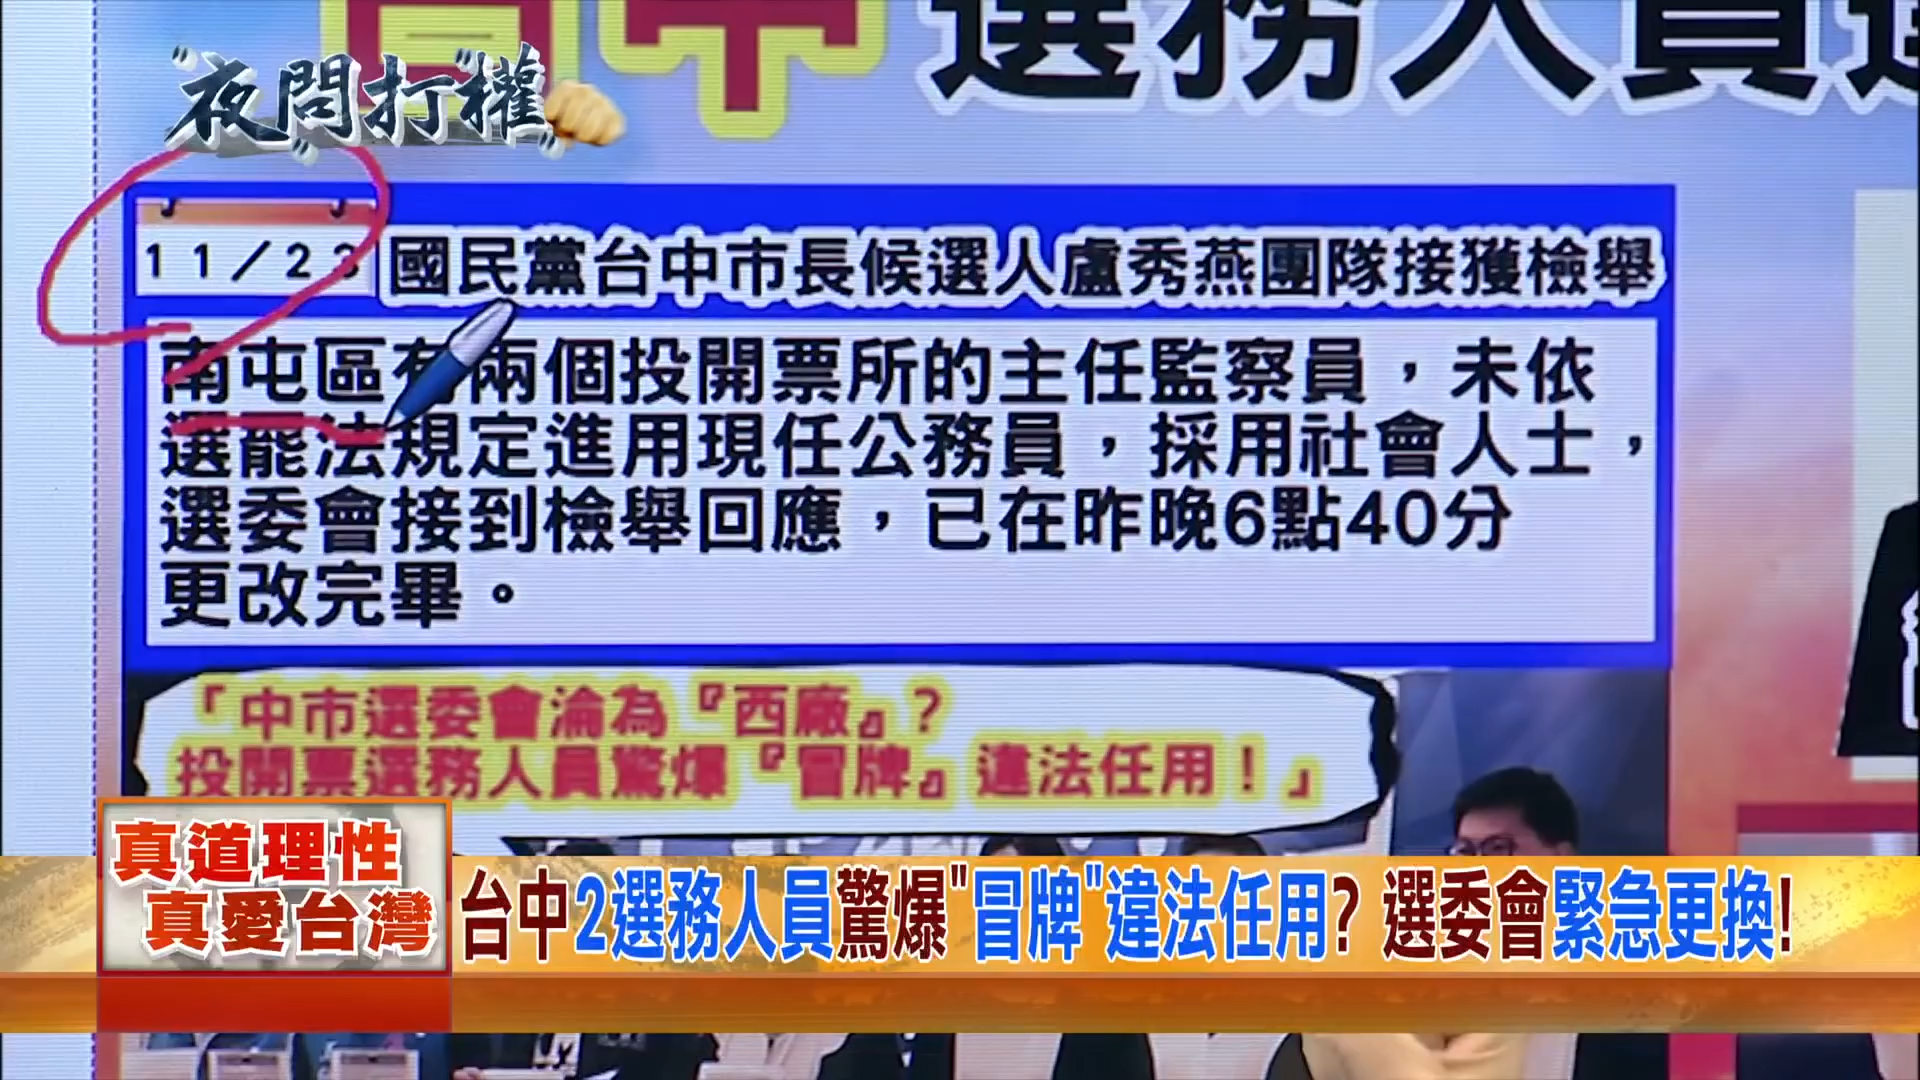 台中選務人員
"夜"問打"權"
11/23
國民黨台中市長候選人盧秀燕團隊接獲檢舉
南屯區有兩個投開票所的主任監察員，未依
選罷法規定進用現任公務員，採用社會人士，
選委會接到檢舉回應，已在昨晚6點40分
更改完畢。
「中市選委會淪為『西廠』?
投開票選務人員驚爆『冒牌』違法任用！」
真道理性
真愛台灣
台中2選務人員驚爆"冒牌"違法任用? 選委會緊急更換!